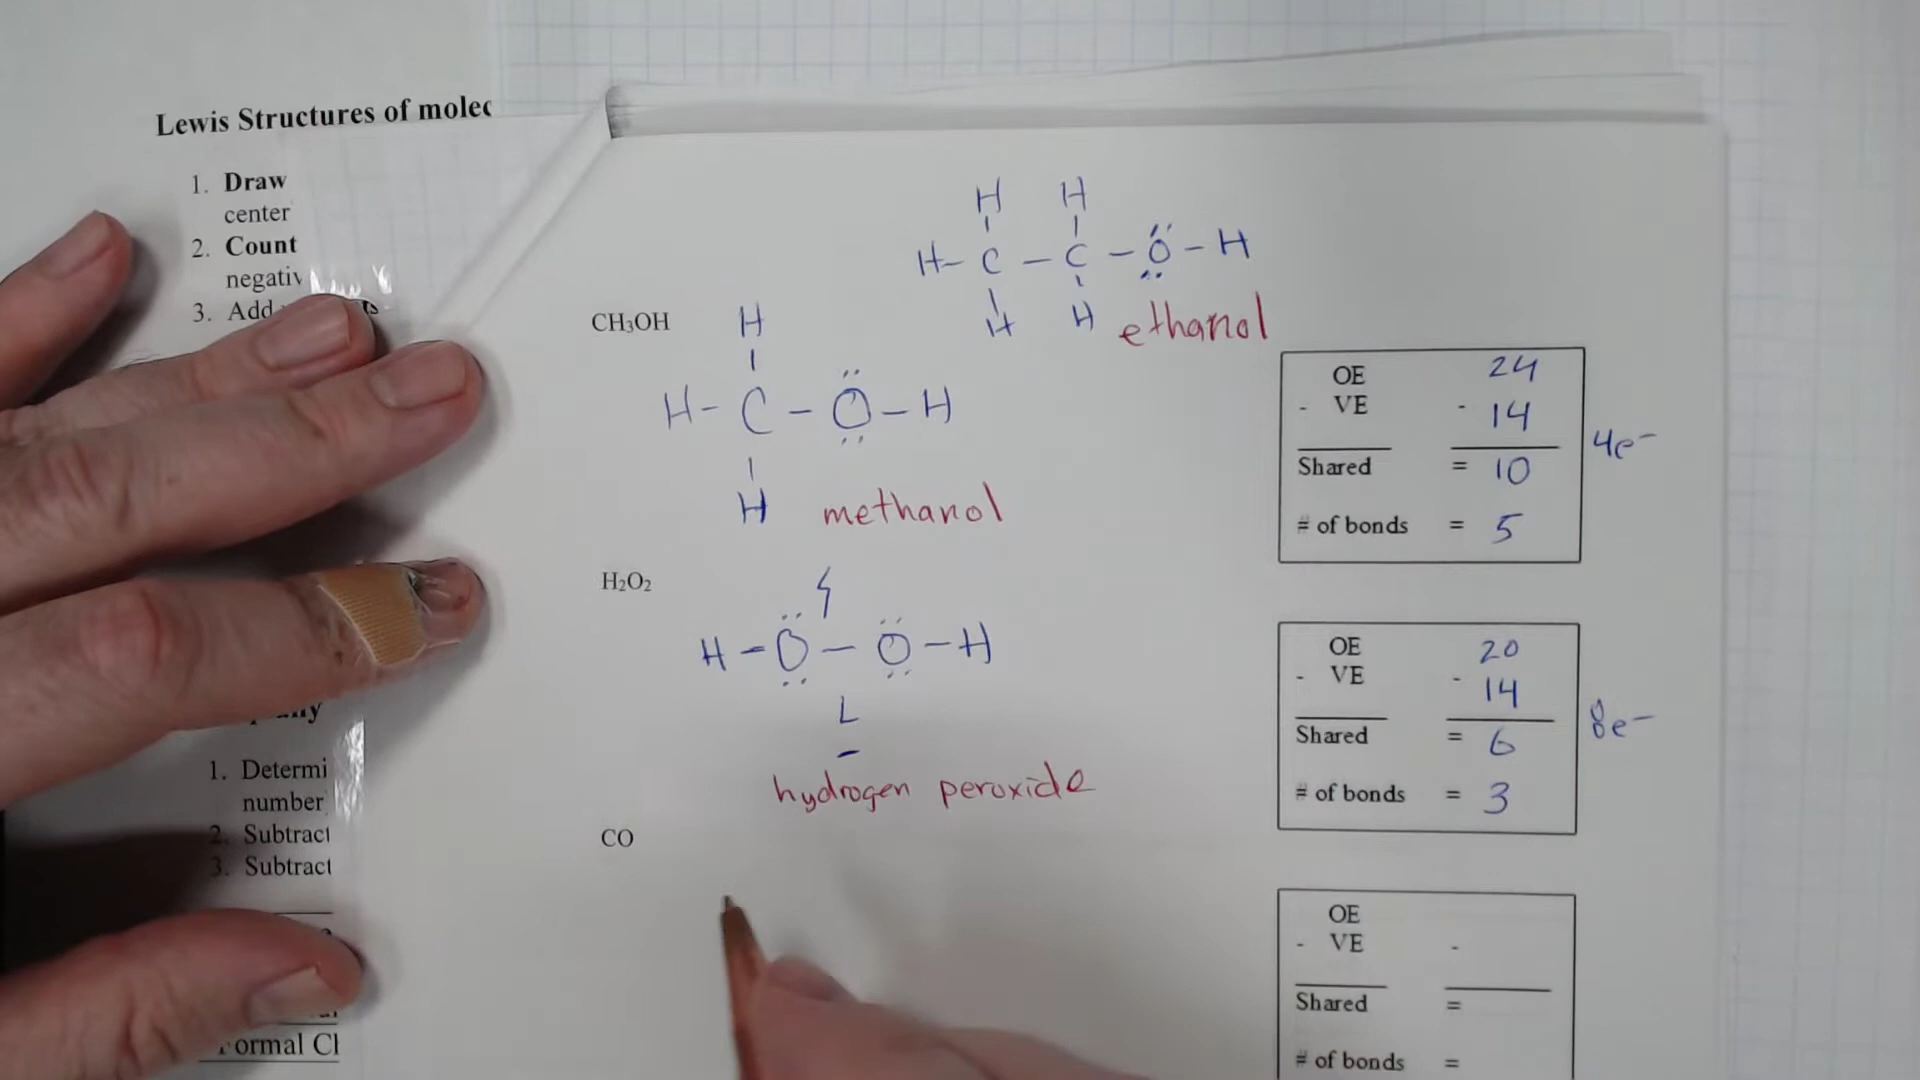 Lewis Structures of molec
1. Draw
center
2. Count
negativ
3. Add
1. Determi
number
2. Subtract
3. Subtract
Formal Cl
H H
H - C - C - O - H
H H ethanol
CH₃OH
H
H - C - O - H
H methanol
OE 24
- VE - 14
Shared = 10
4e⁻
# of bonds = 5
H₂O₂
H - O - O - H
hydrogen peroxide
OE 20
- VE - 14
Shared = 6
8e⁻
# of bonds = 3
CO
OE
- VE -
Shared =
# of bonds =